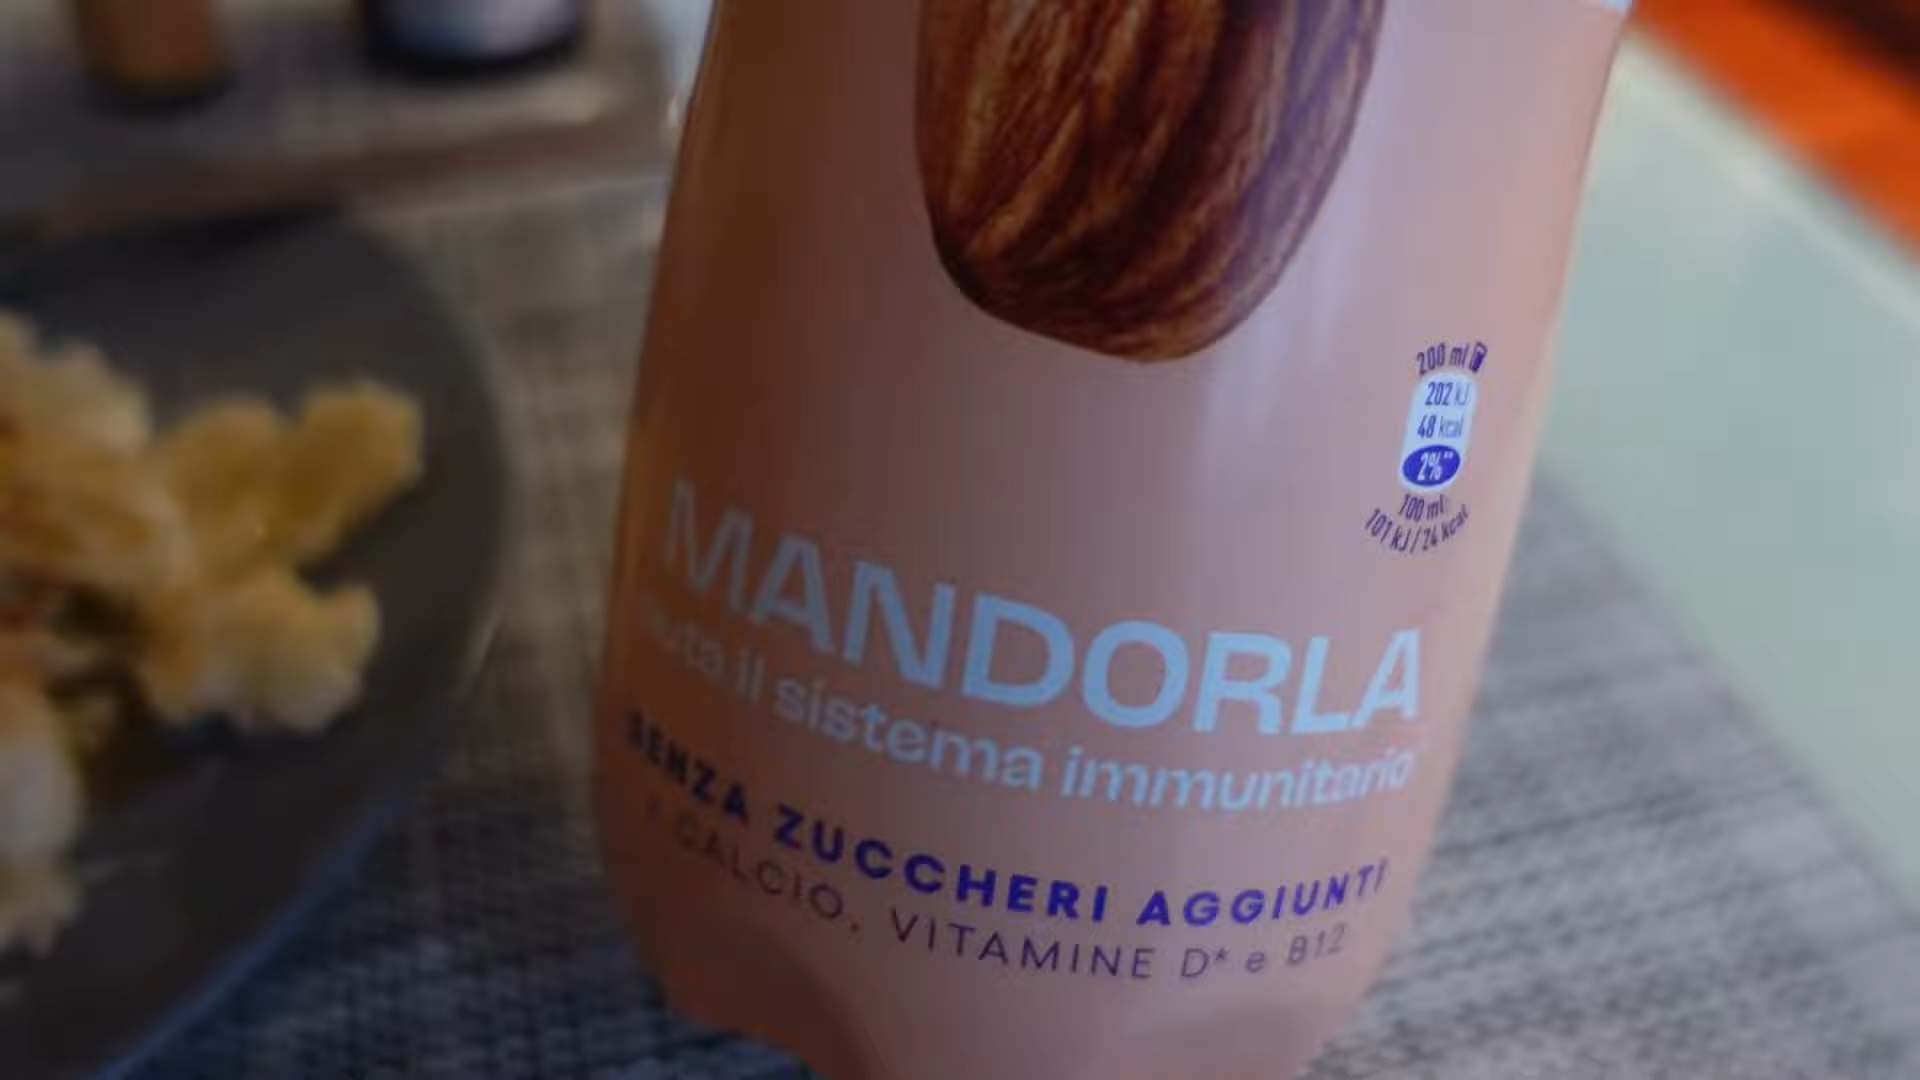 200 ml
202 kJ
48 kcal
2%**
100 ml:
101 kJ / 24 kcal
MANDORLA
il sistema immunitario
SENZA ZUCCHERI AGGIUNTI
CALCIO, VITAMINE D* e B12